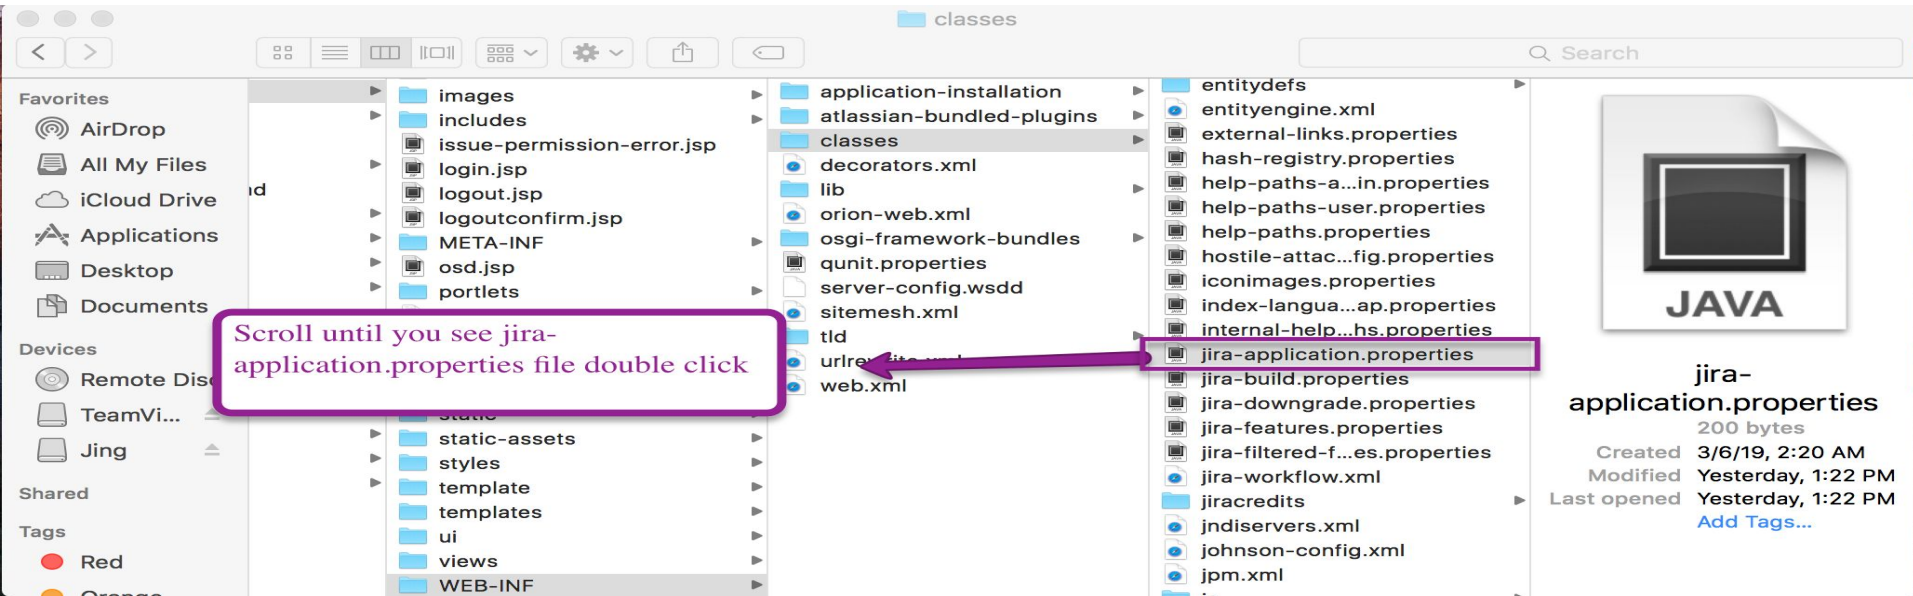 classes
Search
Favorites
AirDrop
All My Files
iCloud Drive
Applications
Desktop
Documents
Devices
Remote Disc
TeamVi...
Jing
Shared
Tags
Red
Orange
images
includes
issue-permission-error.jsp
login.jsp
logout.jsp
logoutconfirm.jsp
META-INF
osd.jsp
portlets
Scroll until you see jira-
application.properties file double click
static
static-assets
styles
template
templates
ui
views
WEB-INF
application-installation
atlassian-bundled-plugins
classes
decorators.xml
lib
orion-web.xml
osgi-framework-bundles
qunit.properties
server-config.wsdd
sitemesh.xml
tld
urlrewrite.xml
web.xml
entitydefs
entityengine.xml
external-links.properties
hash-registry.properties
help-paths-a...in.properties
help-paths-user.properties
help-paths.properties
hostile-attac...fig.properties
iconimages.properties
index-langua...ap.properties
internal-help...hs.properties
jira-application.properties
jira-build.properties
jira-downgrade.properties
jira-features.properties
jira-filtered-f...es.properties
jira-workflow.xml
jiracredits
jndiservers.xml
johnson-config.xml
jpm.xml
JAVA
jira-
application.properties
200 bytes
Created 3/6/19, 2:20 AM
Modified Yesterday, 1:22 PM
Last opened Yesterday, 1:22 PM
Add Tags...